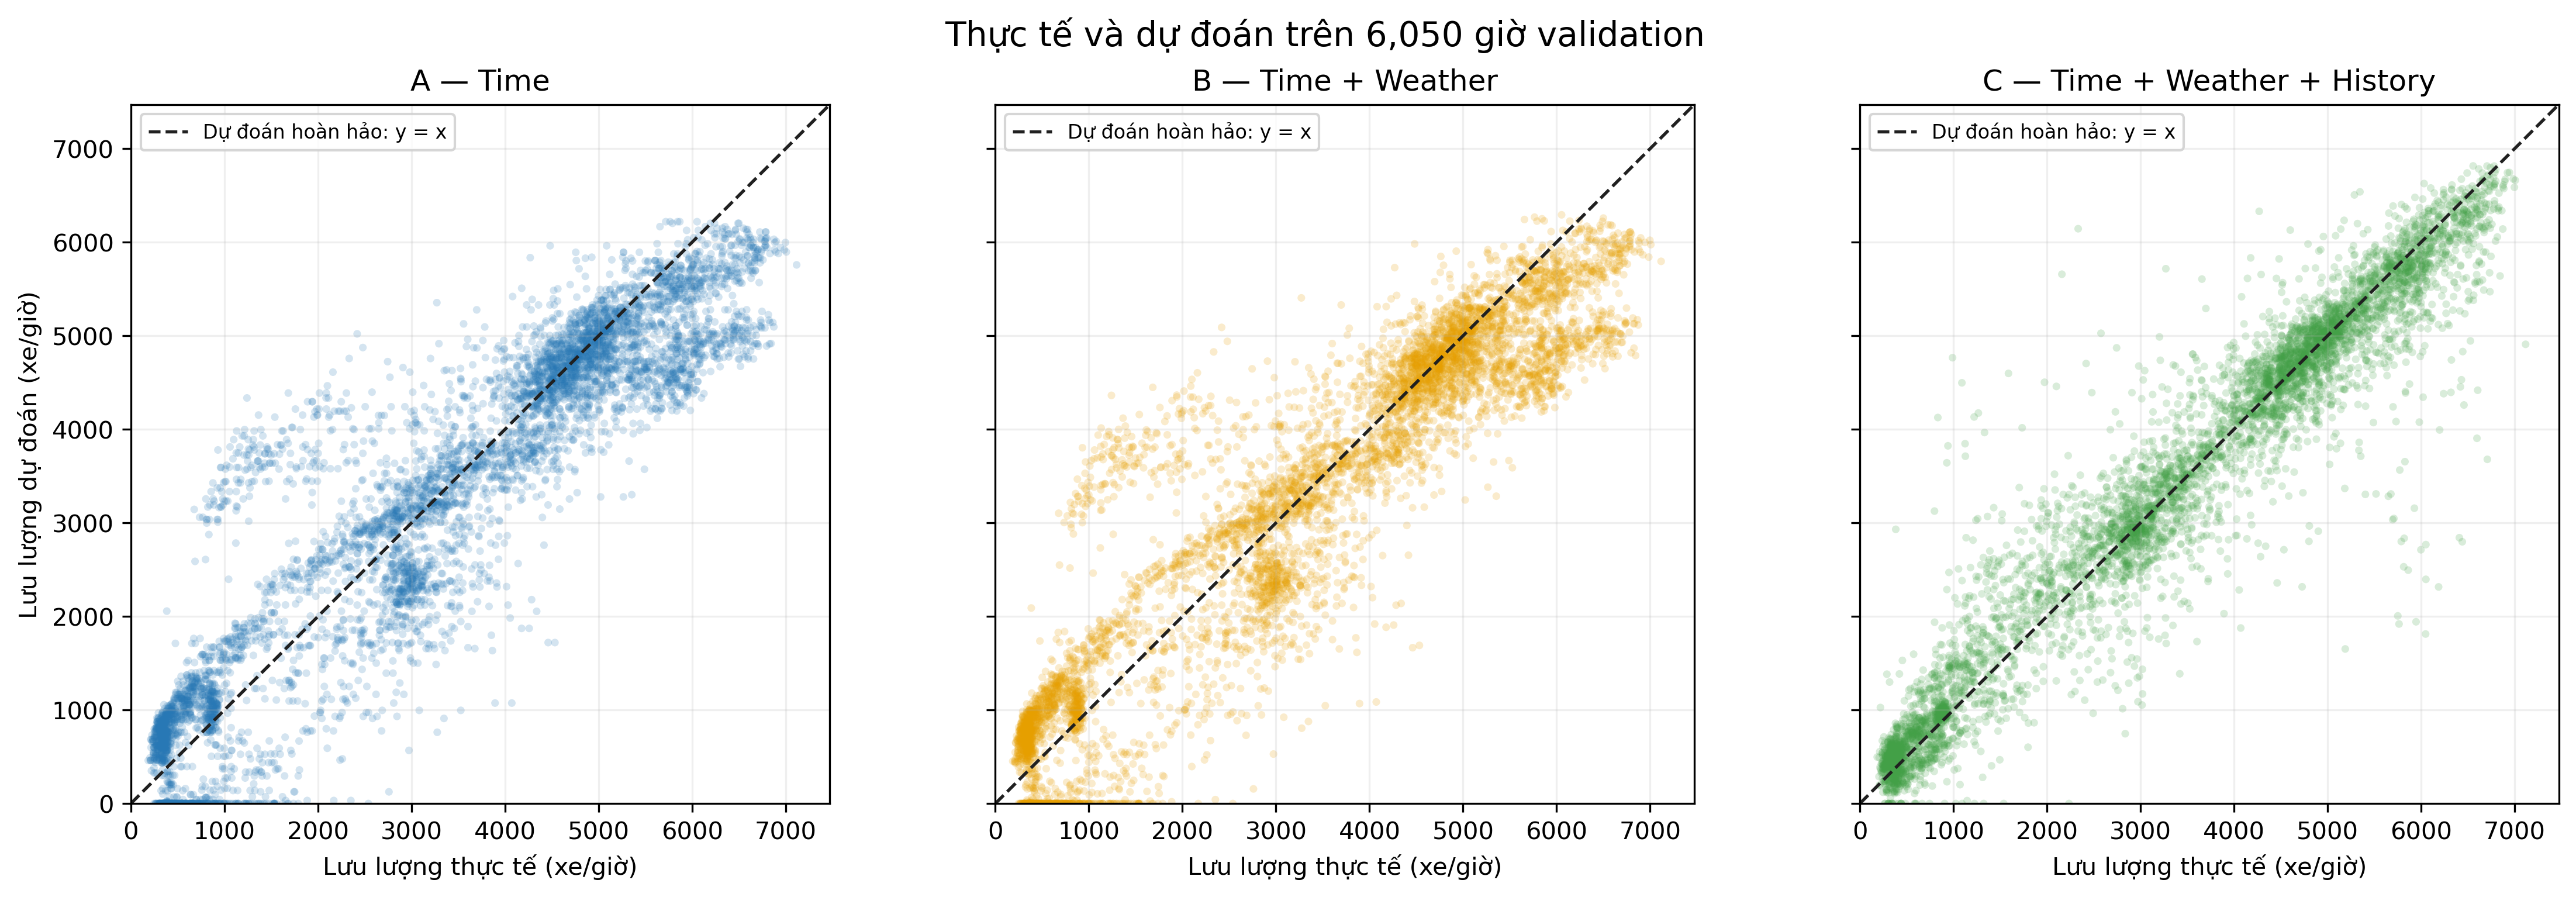 Thực tế và dự đoán trên 6,050 giờ validation
A — Time
Dự đoán hoàn hảo: y = x
Lưu lượng dự đoán (xe/giờ)
7000
6000
5000
4000
3000
2000
1000
0
0 1000 2000 3000 4000 5000 6000 7000
Lưu lượng thực tế (xe/giờ)
B — Time + Weather
Dự đoán hoàn hảo: y = x
0 1000 2000 3000 4000 5000 6000 7000
Lưu lượng thực tế (xe/giờ)
C — Time + Weather + History
Dự đoán hoàn hảo: y = x
0 1000 2000 3000 4000 5000 6000 7000
Lưu lượng thực tế (xe/giờ)